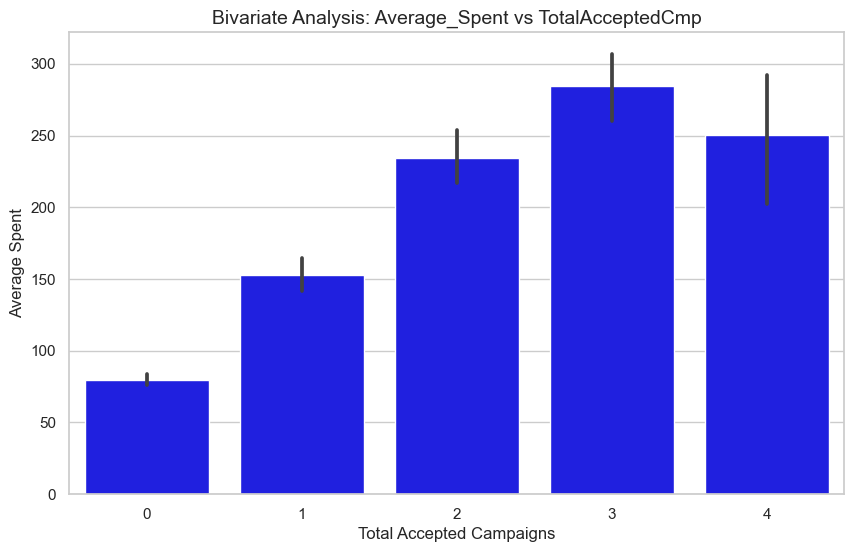 Bivariate Analysis: Average_Spent vs TotalAcceptedCmp
300
250
200
150
100
50
0
Average Spent
0 1 2 3 4
Total Accepted Campaigns